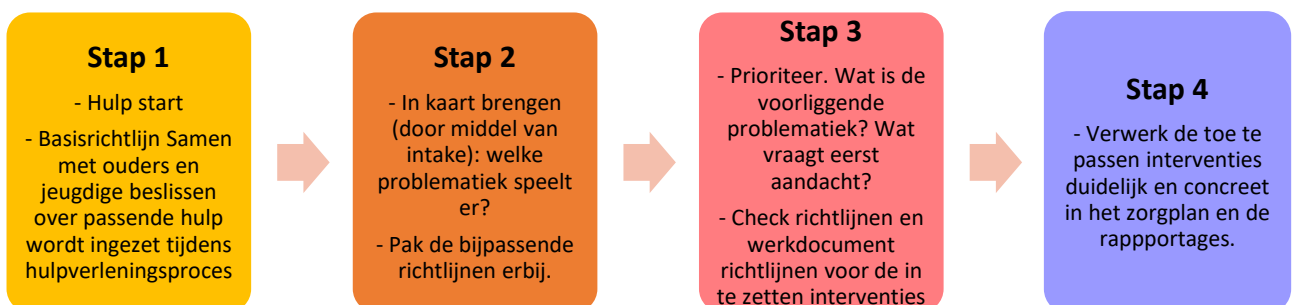 Stap 1
- Hulp start
- Basisrichtlijn Samen
met ouders en
jeugdige beslissen
over passende hulp
wordt ingezet tijdens
hulpverleningsproces
Stap 2
- In kaart brengen
(door middel van
intake): welke
problematiek speelt
er?
- Pak de bijpassende
richtlijnen erbij.
Stap 3
- Prioriteer. Wat is de
voorliggende
problematiek? Wat
vraagt eerst
aandacht?
- Check richtlijnen en
werkdocument
richtlijnen voor de in
te zetten interventies
Stap 4
- Verwerk de toe te
passen interventies
duidelijk en concreet
in het zorgplan en de
rappportages.